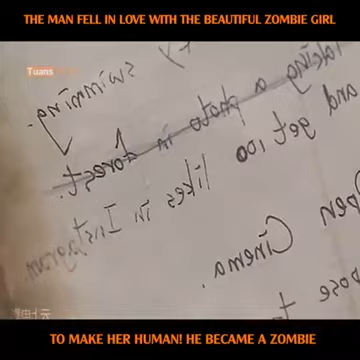 THE MAN FELL IN LOVE WITH THE BEAUTIFUL ZOMBIE GIRL
Tuans
swimming.
a photo in forest.
and get 100 likes in Instagram
Open Cinema.
TO MAKE HER HUMAN! HE BECAME A ZOMBIE